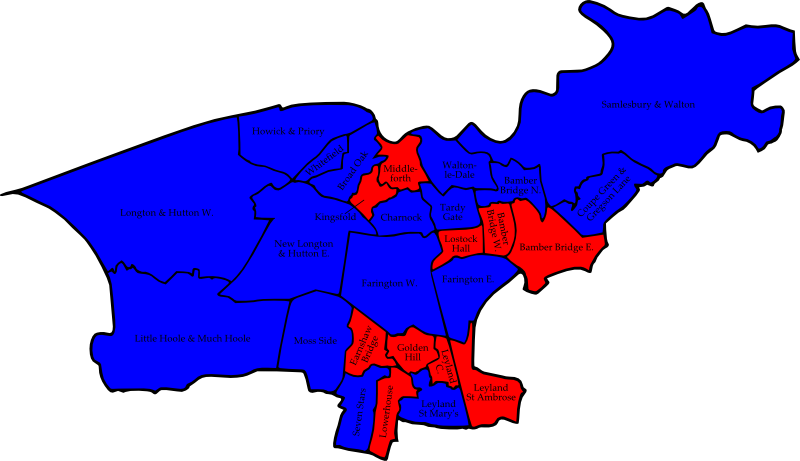 Samlesbury & Walton
Howick & Priory
Whitefield
Broad Oak
Middle-
forth
Walton
le-Dale
Bamber
Bridge N.
Coupe Green &
Gregson Lane
Longton & Hutton W.
Kingsfold
Charnock
Tardy
Gate
Bamber
Bridge W.
Lostock
Hall
Bamber Bridge E.
New Longton
& Hutton E.
Farington W.
Farington E.
Little Hoole & Much Hoole
Moss Side
Earnshaw
Bridge
Golden
Hill
Leyland
C.
Leyland
St Ambrose
Seven Stars
Lowerhouse
Leyland
St Mary's